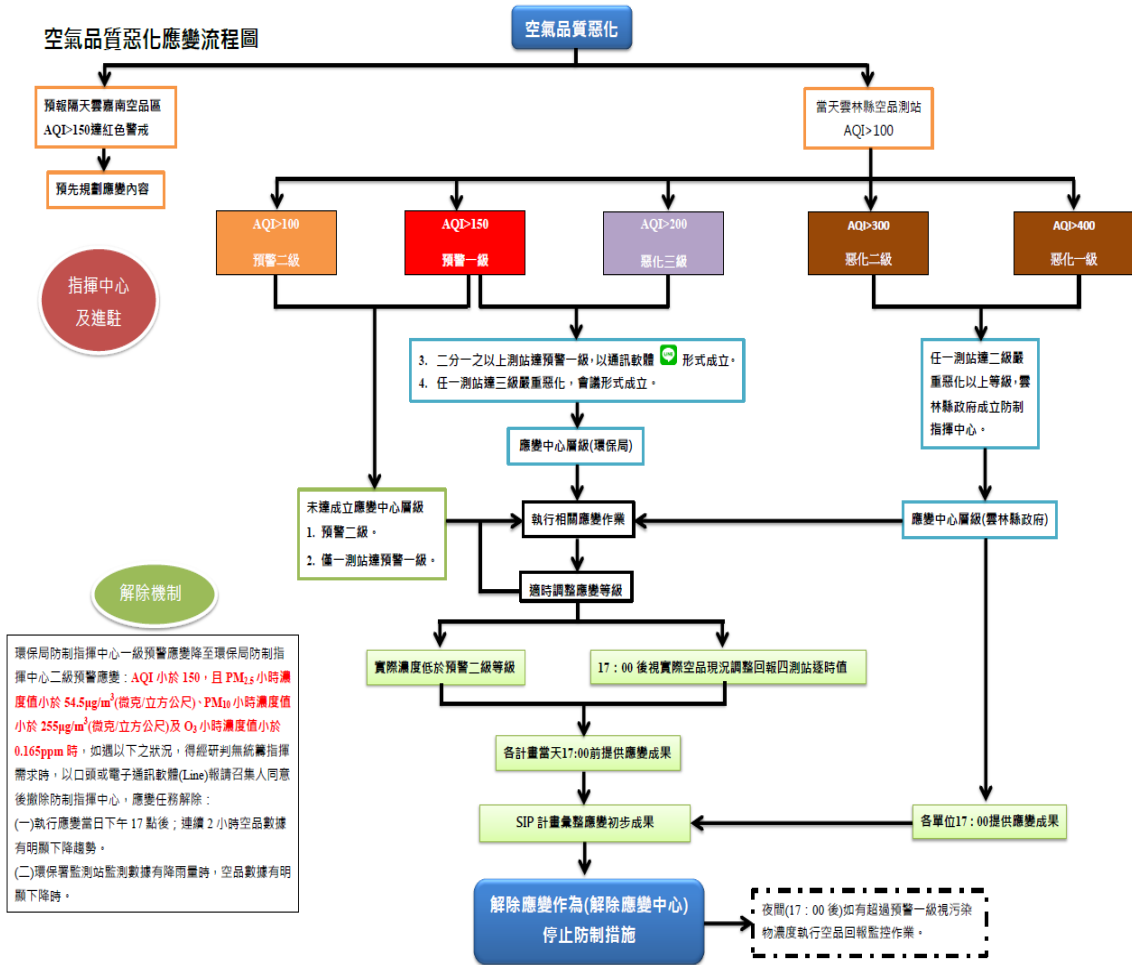 空氣品質惡化應變流程圖
空氣品質惡化
預報隔天雲嘉南空品區
AQI>150達紅色警戒
當天雲林縣空品測站
AQI>100
預先規劃應變內容
AQI>100
預警二級
AQI>150
預警一級
AQI>200
惡化三級
AQI>300
惡化二級
AQI>400
惡化一級
指揮中心
及進駐
3. 二分一之以上測站達預警一級,以通訊軟體 LINE 形式成立。
4. 任一測站達三級嚴重惡化,會議形式成立。
任一測站達二級嚴
重惡化以上等級,雲
林縣政府成立防制
指揮中心。
應變中心層級(環保局)
未達成立應變中心層級
1. 預警二級。
2. 僅一測站達預警一級。
執行相關應變作業
應變中心層級(雲林縣政府)
適時調整應變等級
解除機制
環保局防制指揮中心一級預警應變降至環保局防制指
揮中心二級預警應變:AQI 小於 150,且 PM2.5 小時濃
度值小於 54.5μg/m³(微克/立方公尺)、PM10 小時濃度值
小於 255μg/m³(微克/立方公尺)及 O3 小時濃度值小於
0.165ppm 時,如遇以下之狀況,得經研判無統籌指揮
需求時,以口頭或電子通訊軟體(Line)報請召集人同意
後撤除防制指揮中心,應變任務解除:
(一)執行應變當日下午 17 點後;連續 2 小時空品數據
有明顯下降趨勢。
(二)環保署監測站監測數據有降雨量時,空品數據有明
顯下降時。
實際濃度低於預警二級等級
17:00 後視實際空品現況調整回報四測站逐時值
各計畫當天17:00前提供應變成果
SIP 計畫彙整應變初步成果
各單位17:00提供應變成果
解除應變作為(解除應變中心)
停止防制措施
夜間(17:00 後)如有超過預警一級視污染
物濃度執行空品回報監控作業。